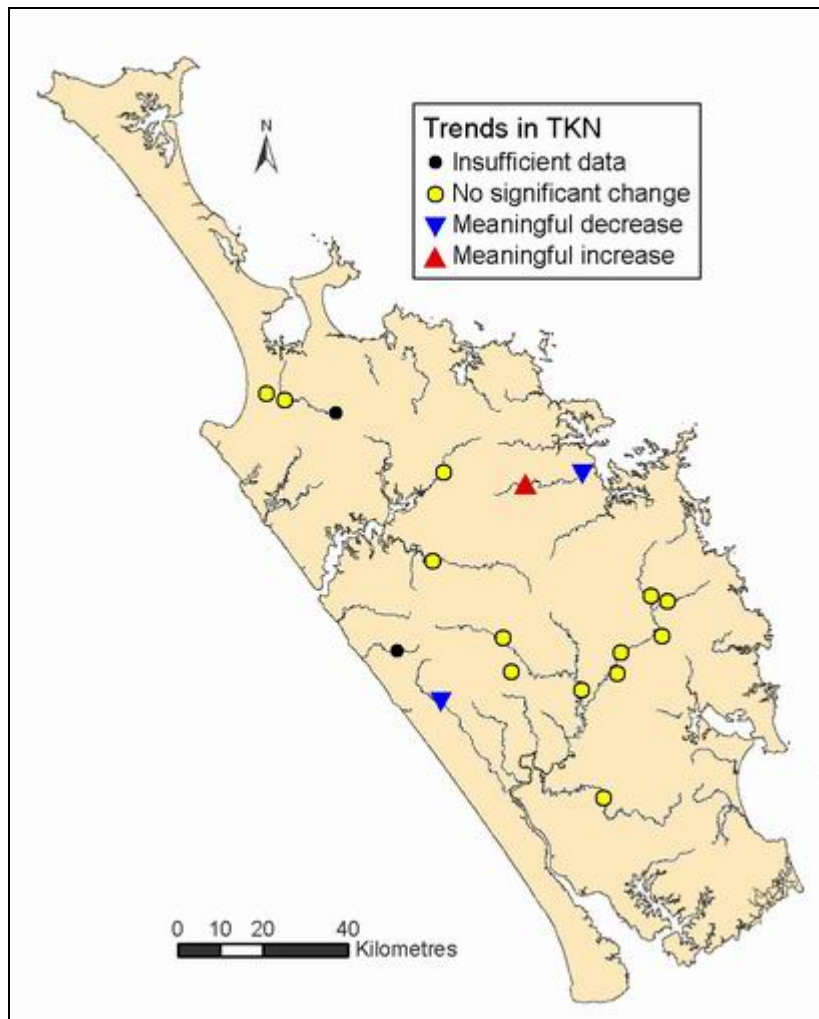 N
Trends in TKN
Insufficient data
No significant change
Meaningful decrease
Meaningful increase
0 10 20 40
Kilometres